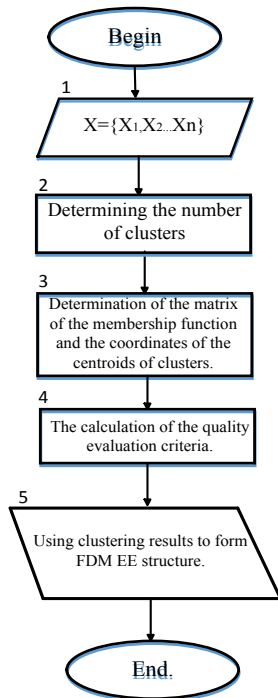 Begin
1
X={X1,X2...Xn}
2
Determining the number
of clusters
3
Determination of the matrix
of the membership function
and the coordinates of the
centroids of clusters.
4
The calculation of the quality
evaluation criteria.
5
Using clustering results to form
FDM EE structure.
End.